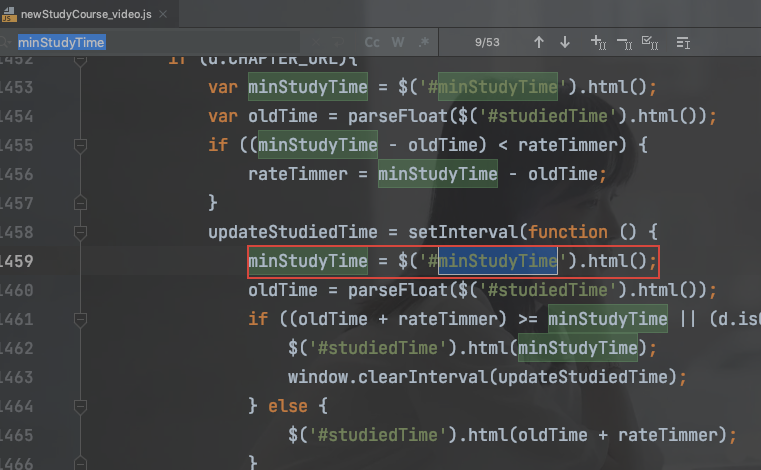 newStudyCourse_video.js
minStudyTime
Cc W .* 9/53
1452 if (d.CHAPTER_URL){
1453 var minStudyTime = $('#minStudyTime').html();
1454 var oldTime = parseFloat($('#studiedTime').html());
1455 if ((minStudyTime - oldTime) < rateTimmer) {
1456 rateTimmer = minStudyTime - oldTime;
1457 }
1458 updateStudiedTime = setInterval(function () {
1459 minStudyTime = $('#minStudyTime').html();
1460 oldTime = parseFloat($('#studiedTime').html());
1461 if ((oldTime + rateTimmer) >= minStudyTime || (d.is
1462 $('#studiedTime').html(minStudyTime);
1463 window.clearInterval(updateStudiedTime);
1464 } else {
1465 $('#studiedTime').html(oldTime + rateTimmer);
1466 }